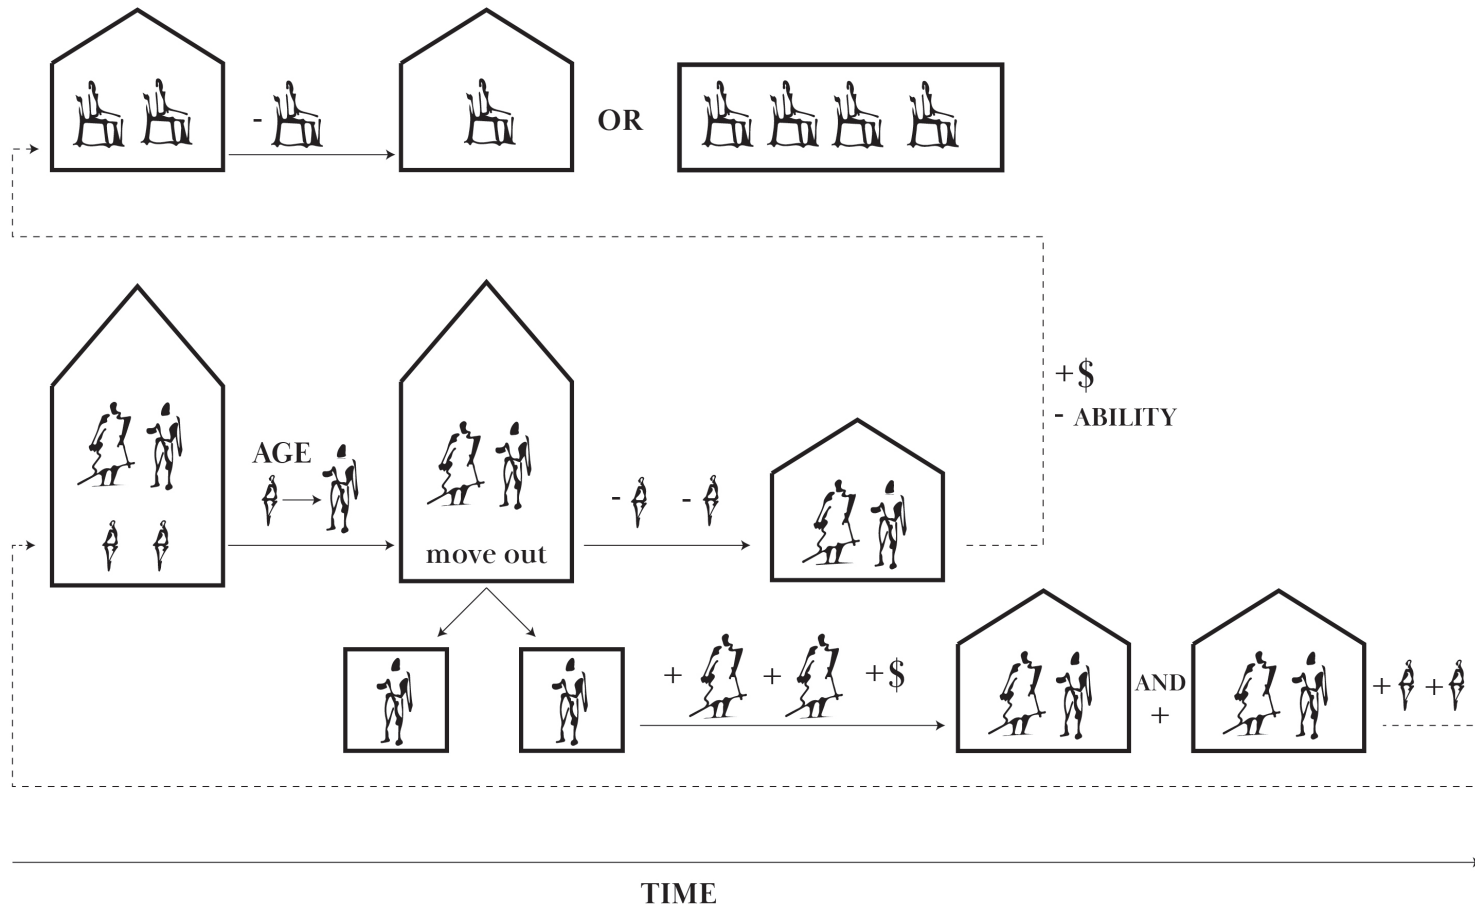 -
OR
+$
- ABILITY
AGE
move out
- -
+ + +$
AND
+
+ +
TIME